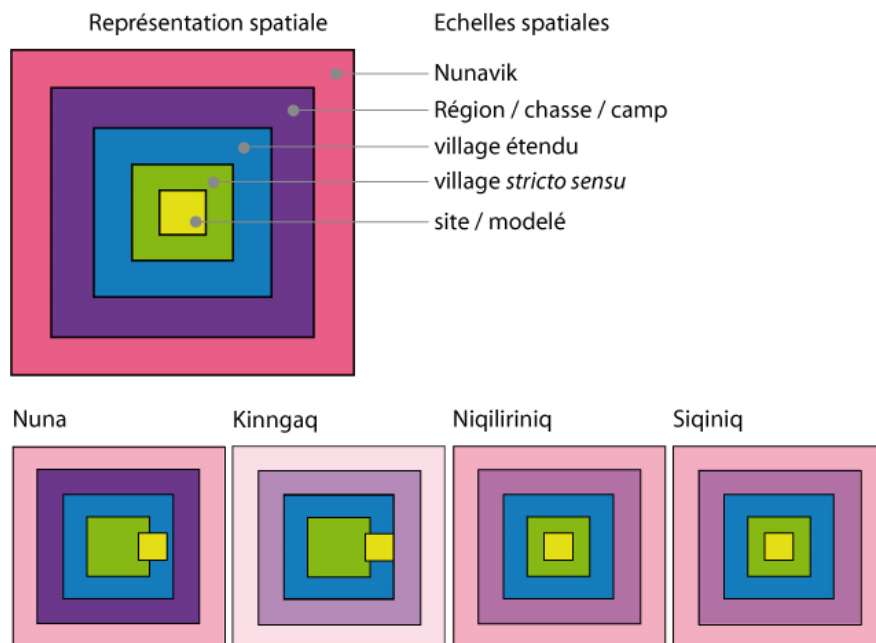 Représentation spatiale
Echelles spatiales
Nunavik
Région / chasse / camp
village étendu
village stricto sensu
site / modelé
Nuna
Kinngaq
Niqiliriniq
Siqiniq